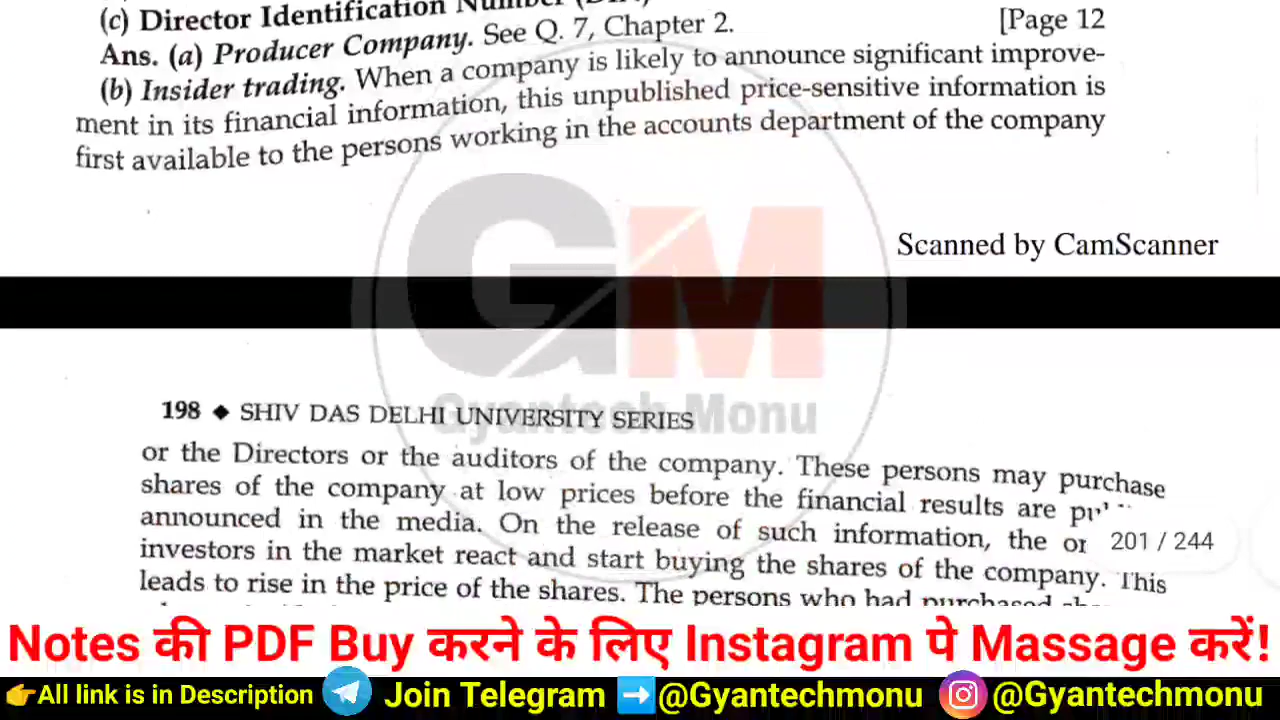 (c) Director Identification
[Page 12
Ans. (a) Producer Company. See Q. 7, Chapter 2.
(b) Insider trading. When a company is likely to announce significant improve-
ment in its financial information, this unpublished price-sensitive information is
first available to the persons working in the accounts department of the company
GM
Scanned by CamScanner
Gyantech Monu
198 ◆ SHIV DAS DELHI UNIVERSITY SERIES
or the Directors or the auditors of the company. These persons may purchase
shares of the company at low prices before the financial results are
announced in the media. On the release of such information, the
201 / 244
investors in the market react and start buying the shares of the company. This
leads to rise in the price of the shares. The persons who had purchased
Notes की PDF Buy करने के लिए Instagram पे Massage करें!
👉All link is in Description Join Telegram ➡️@Gyantechmonu @Gyantechmonu